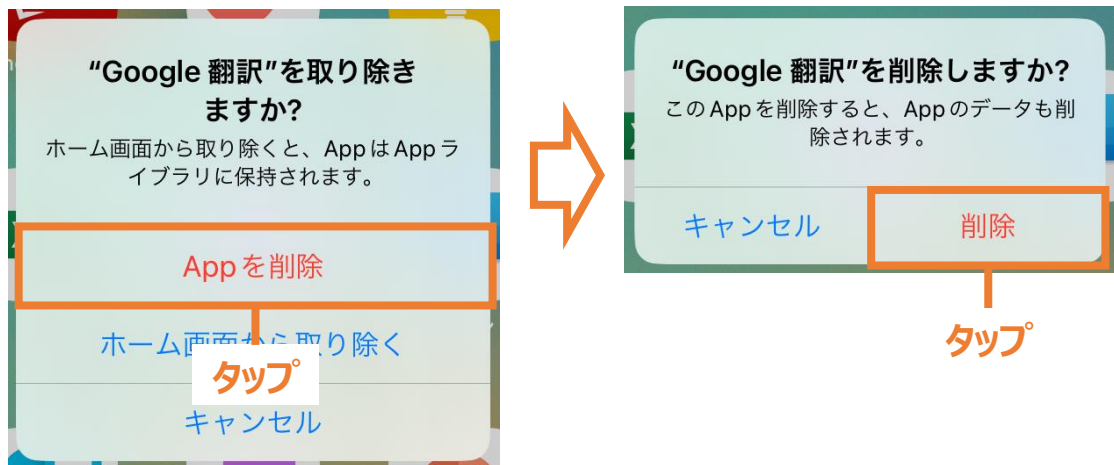 “Google 翻訳”を取り除き
ますか?
ホーム画面から取り除くと、AppはAppラ
イブラリに保持されます。
Appを削除
ホーム画面から取り除く
タップ
キャンセル
“Google 翻訳”を削除しますか?
このAppを削除すると、Appのデータも削
除されます。
キャンセル
削除
タップ